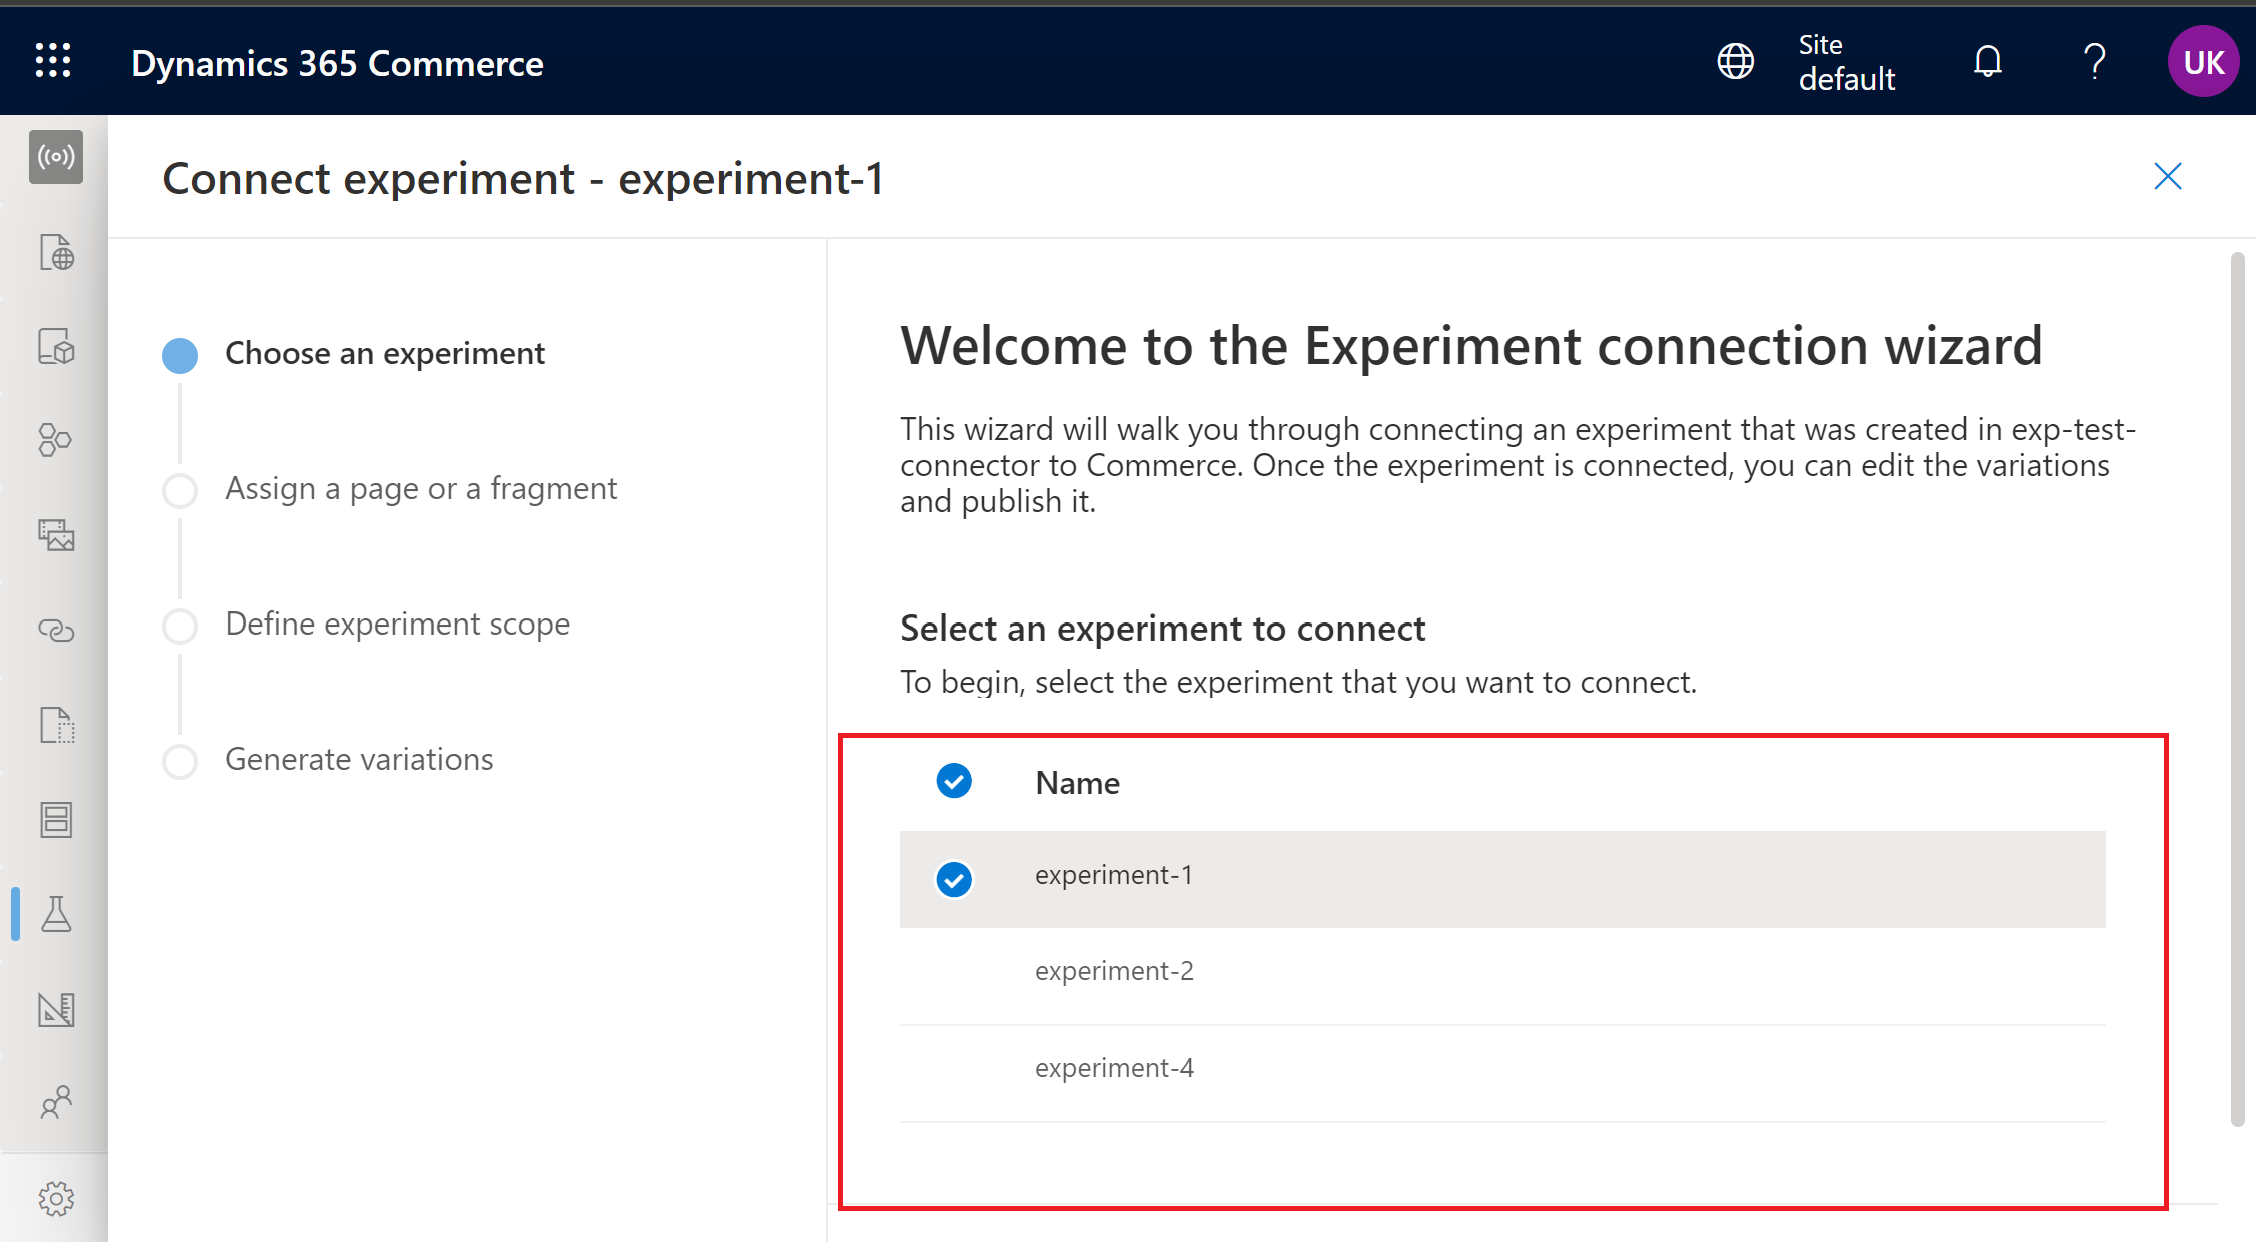 Dynamics 365 Commerce
Site
default
UK
Connect experiment - experiment-1
Choose an experiment
Assign a page or a fragment
Define experiment scope
Generate variations
Welcome to the Experiment connection wizard
This wizard will walk you through connecting an experiment that was created in exp-test-
connector to Commerce. Once the experiment is connected, you can edit the variations
and publish it.
Select an experiment to connect
To begin, select the experiment that you want to connect.
Name
experiment-1
experiment-2
experiment-4